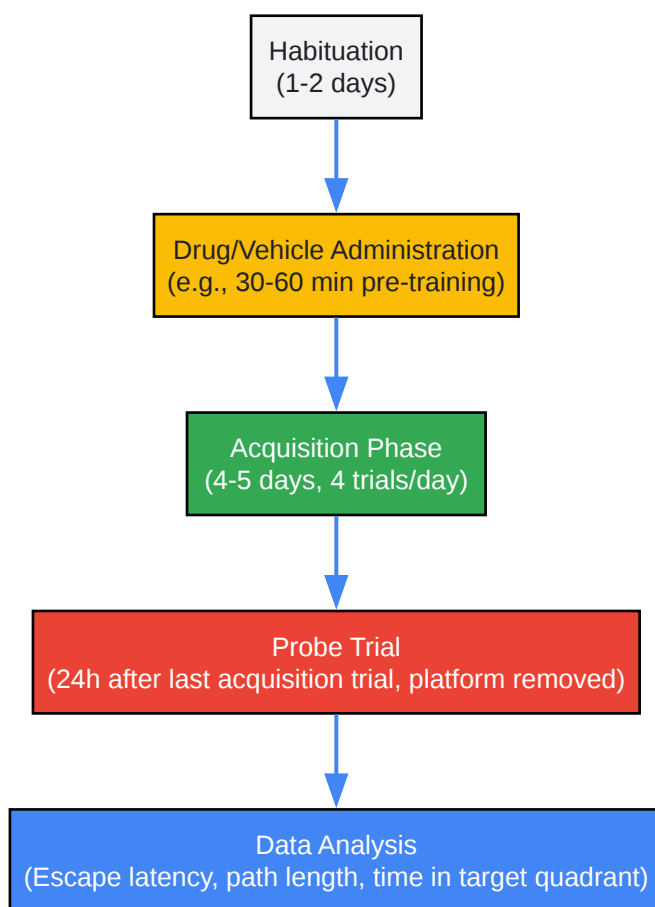 Habituation
(1-2 days)
Drug/Vehicle Administration
(e.g., 30-60 min pre-training)
Acquisition Phase
(4-5 days, 4 trials/day)
Probe Trial
(24h after last acquisition trial, platform removed)
Data Analysis
(Escape latency, path length, time in target quadrant)